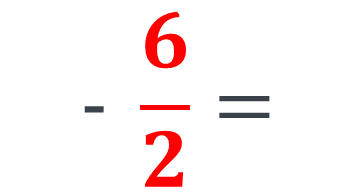 - 6/2 =